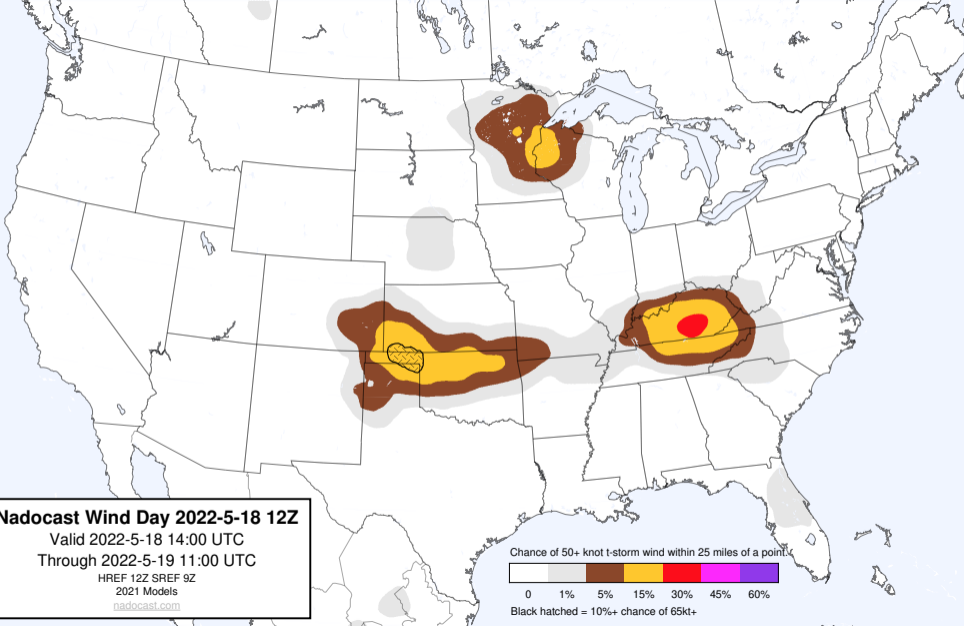 Nadocast Wind Day 2022-5-18 12Z
Valid 2022-5-18 14:00 UTC
Through 2022-5-19 11:00 UTC
HREF 12Z SREF 9Z
2021 Models
nadocast.com
Chance of 50+ knot t-storm wind within 25 miles of a point.
0 1% 5% 15% 30% 45% 60%
Black hatched = 10%+ chance of 65kt+